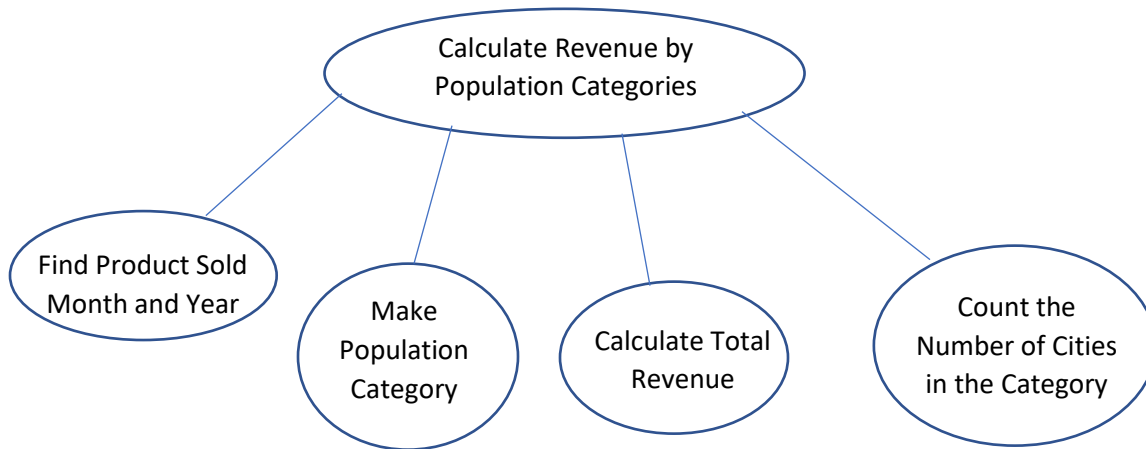 Calculate Revenue by
Population Categories
Find Product Sold
Month and Year
Make
Population
Category
Calculate Total
Revenue
Count the
Number of Cities
in the Category